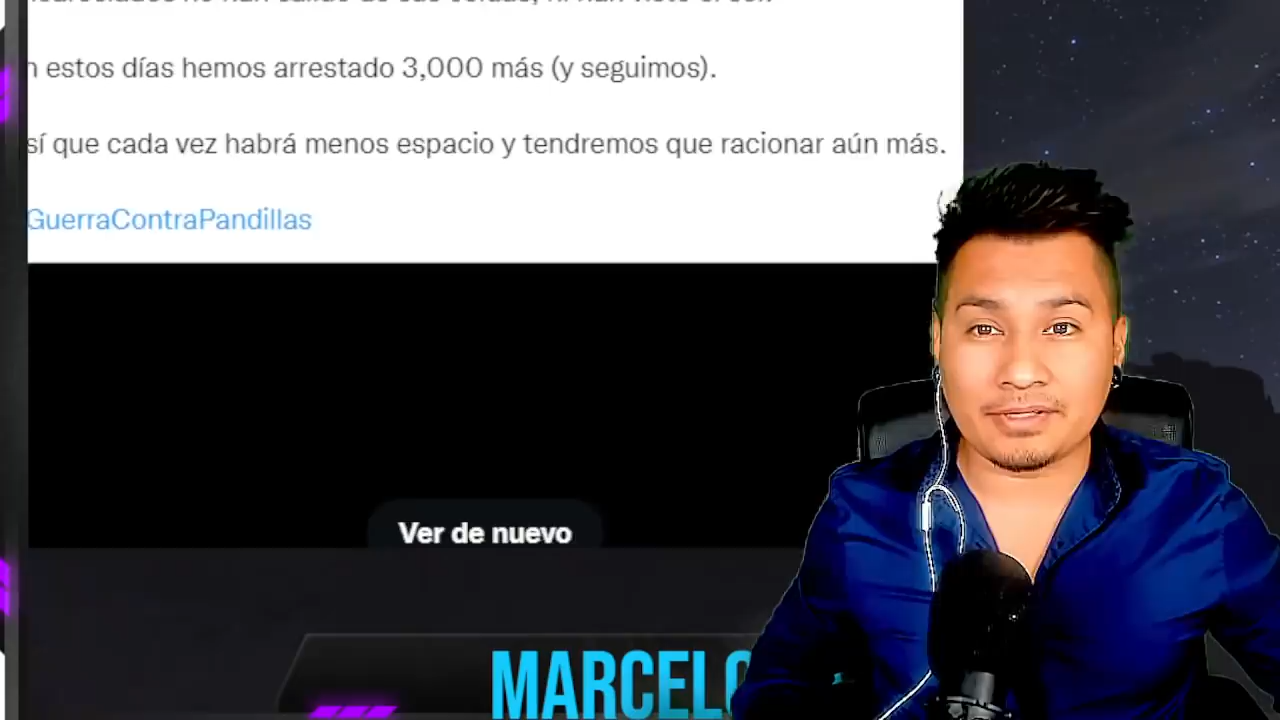 n estos días hemos arrestado 3,000 más (y seguimos).
sí que cada vez habrá menos espacio y tendremos que racionar aún más.
GuerraContraPandillas
Ver de nuevo
MARCELO